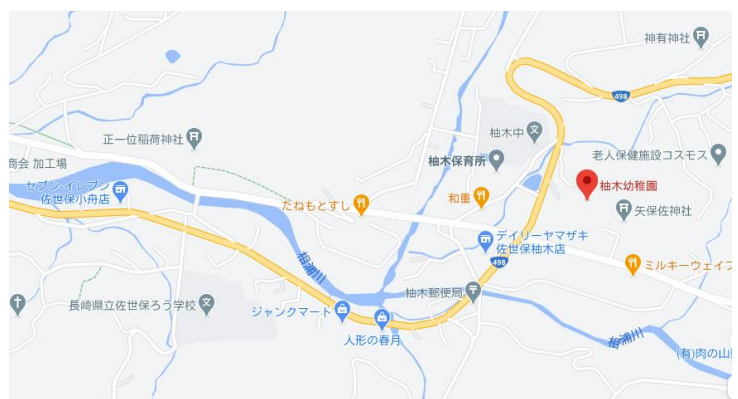 神有神社
498
柚木中
正一位稲荷神社
柚木保育所
老人保健施設コスモス
商会 加工場
セブン-イレブン
佐世保小舟店
柚木幼稚園
たねもとすし
和重
矢保佐神社
デイリーヤマザキ
佐世保柚木店
498
相浦川
ミルキーウェイブ
柚木郵便局
長崎県立佐世保ろう学校
ジャンクマート
人形の春月
相浦川
(有)肉の山